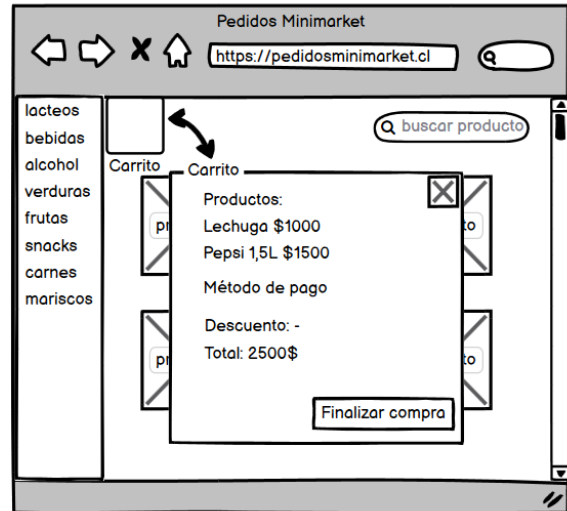 Pedidos Minimarket
https://pedidosminimarket.cl
lacteos
bebidas
alcohol
verduras
frutas
snacks
carnes
mariscos
Carrito
buscar producto
Carrito
Productos:
Lechuga $1000
Pepsi 1,5L $1500
Método de pago
Descuento: -
Total: 2500$
Finalizar compra